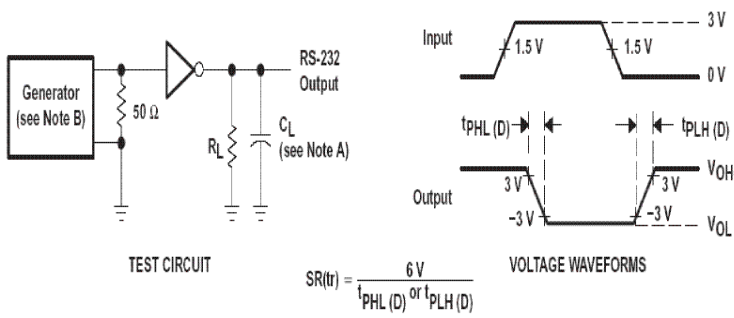 Generator
(see Note B)
50 Ω
RS-232
Output
RL
CL
(see Note A)
TEST CIRCUIT
Input
1.5 V
1.5 V
3 V
0 V
tPHL (D)
tPLH (D)
Output
3 V
−3 V
3 V
−3 V
VOH
VOL
VOLTAGE WAVEFORMS
SR(tr) = 6 V / tPHL (D) or tPLH (D)